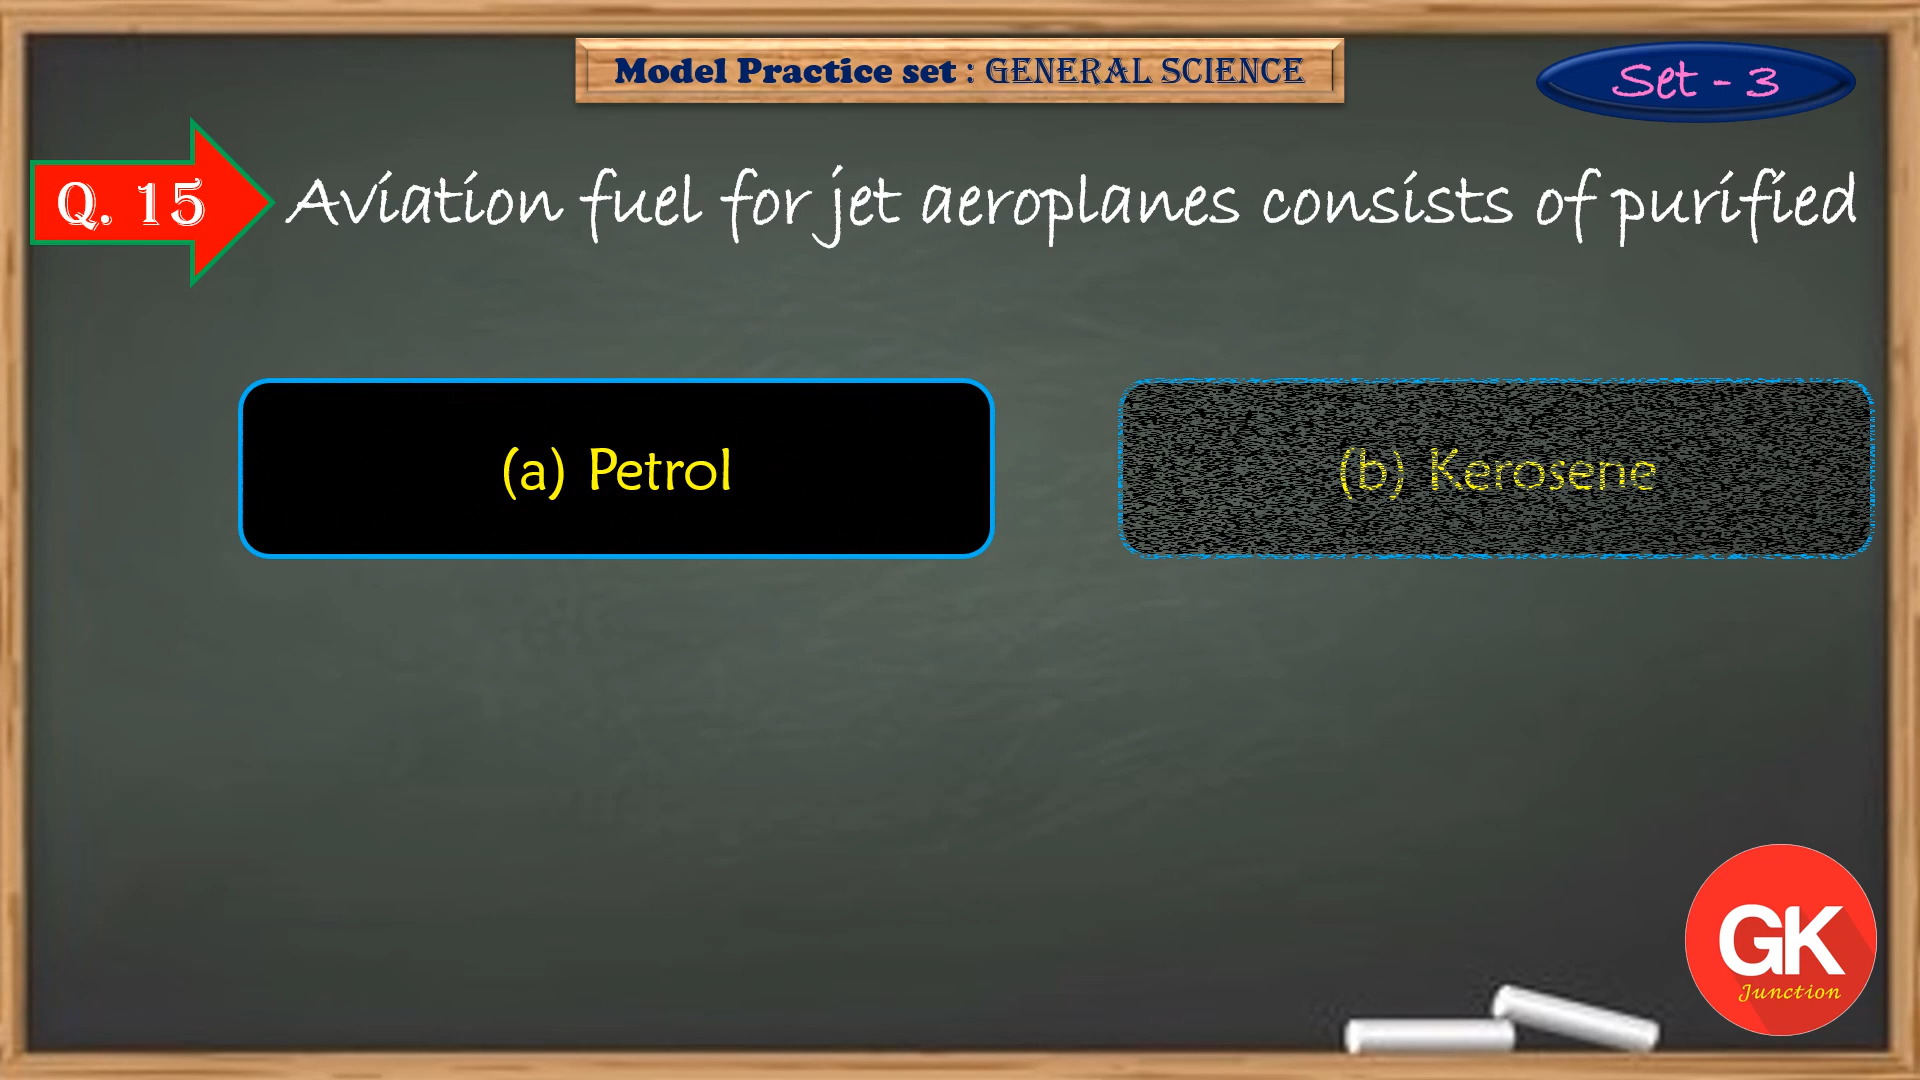 Model Practice set : GENERAL SCIENCE
Set - 3
Q. 15
Aviation fuel for jet aeroplanes consists of purified
(a) Petrol
(b) Kerosene
GK
Junction